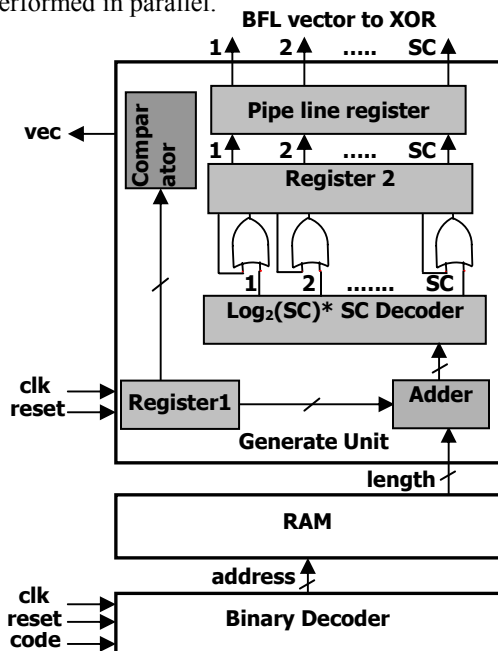 erformed in parallel.
BFL vector to XOR
1 2 ..... SC
Pipe line register
1 2 ..... SC
vec
Compar
ator
Register 2
1 2 ....... SC
Log₂(SC)* SC Decoder
clk
reset
Register1
Adder
Generate Unit
length
RAM
address
clk
reset
code
Binary Decoder